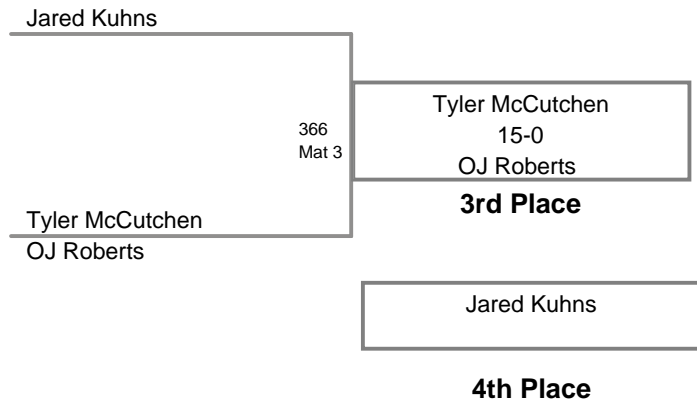 Jared Kuhns
366
Mat 3
Tyler McCutchen
15-0
OJ Roberts
3rd Place
Tyler McCutchen
OJ Roberts
Jared Kuhns
4th Place